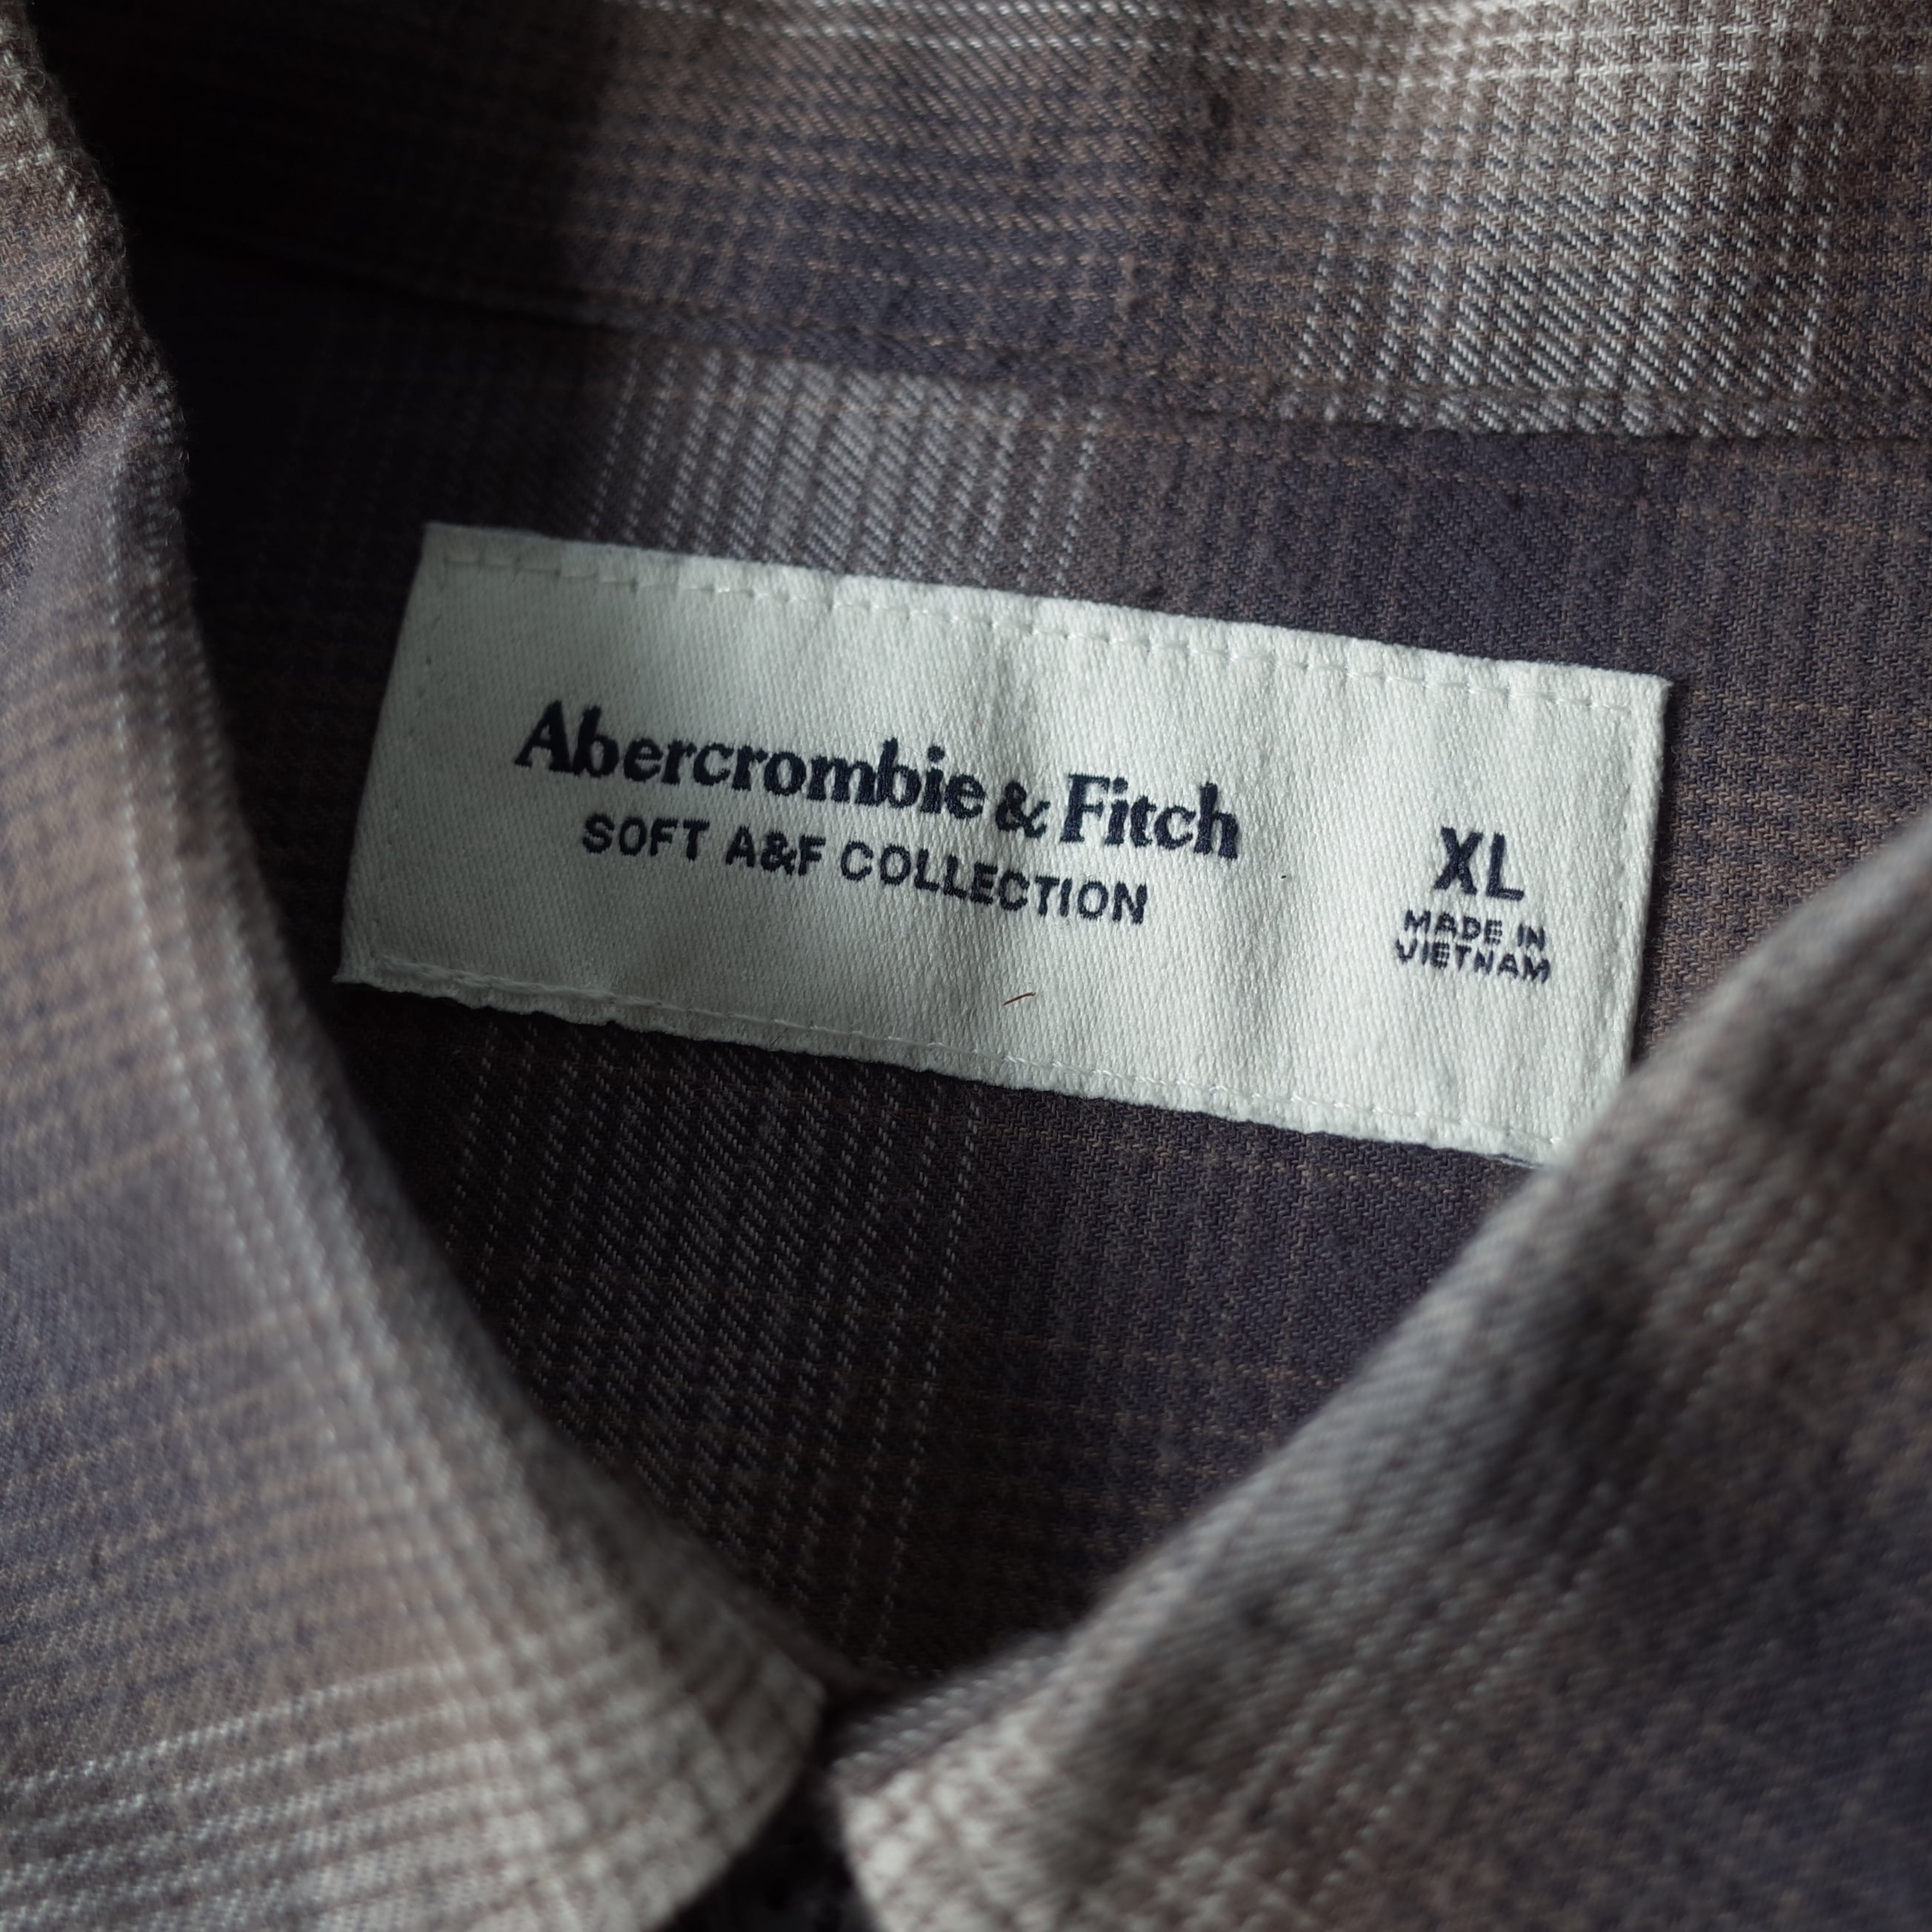 Abercrombie & Fitch
SOFT A&F COLLECTION
XL
MADE IN
VIETNAM